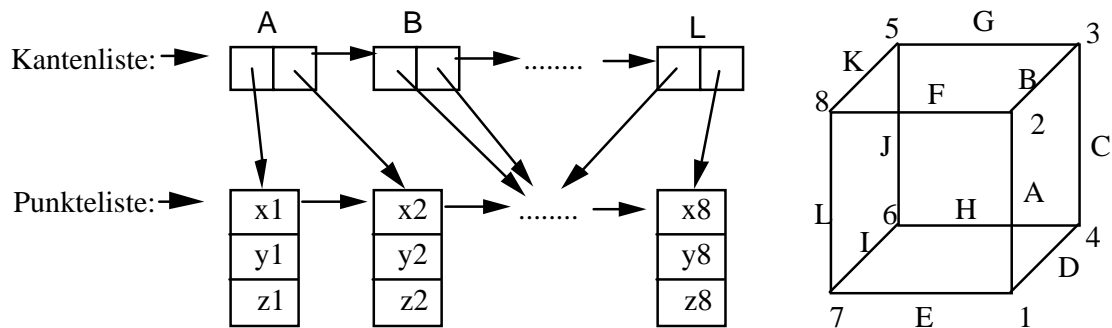 A B L
Kantenliste: ........
Punkteliste: x1 x2 ........ x8
y1 y2 y8
z1 z2 z8
5 G 3
K B
8 F 2
J C
A
L 6 H 4
I D
7 E 1